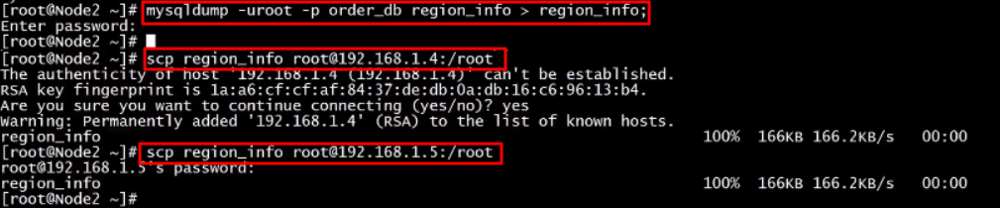 [root@Node2 ~]# mysqldump -uroot -p order_db region_info > region_info;
Enter password:
[root@Node2 ~]#
[root@Node2 ~]# scp region_info root@192.168.1.4:/root
The authenticity of host '192.168.1.4 (192.168.1.4)' can't be established.
RSA key fingerprint is 1a:a6:cf:cf:af:84:37:de:db:0a:db:16:c6:96:13:b4.
Are you sure you want to continue connecting (yes/no)? yes
Warning: Permanently added '192.168.1.4' (RSA) to the list of known hosts.
region_info 100% 166KB 166.2KB/s 00:00
[root@Node2 ~]# scp region_info root@192.168.1.5:/root
root@192.168.1.5's password:
region_info 100% 166KB 166.2KB/s 00:00
[root@Node2 ~]#